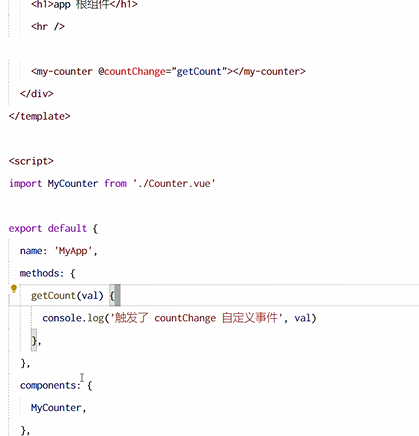 <h1>app 根组件</h1>
<hr />
<my-counter @countChange="getCount"></my-counter>
</div>
</template>
<script>
import MyCounter from './Counter.vue'
export default {
name: 'MyApp',
methods: {
getCount(val) {
console.log('触发了 countChange 自定义事件', val)
},
},
components: {
MyCounter,
},